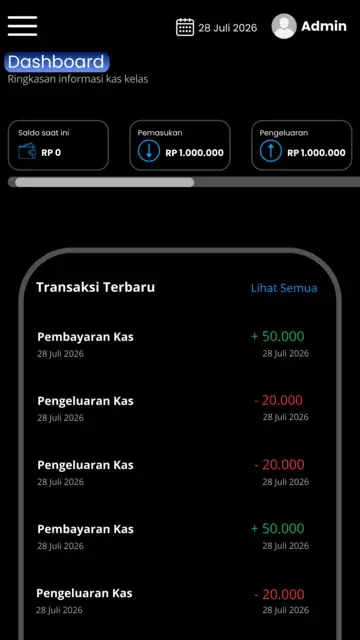 28 Juli 2026 Admin
Dashboard
Ringkasan informasi kas kelas
Saldo saat ini
RP 0
Pemasukan
RP 1.000.000
Pengeluaran
RP 1.000.000
Transaksi Terbaru Lihat Semua
Pembayaran Kas + 50.000
28 Juli 2026 28 Juli 2026
Pengeluaran Kas - 20.000
28 Juli 2026 28 Juli 2026
Pengeluaran Kas - 20.000
28 Juli 2026 28 Juli 2026
Pembayaran Kas + 50.000
28 Juli 2026 28 Juli 2026
Pengeluaran Kas - 20.000
28 Juli 2026 28 Juli 2026